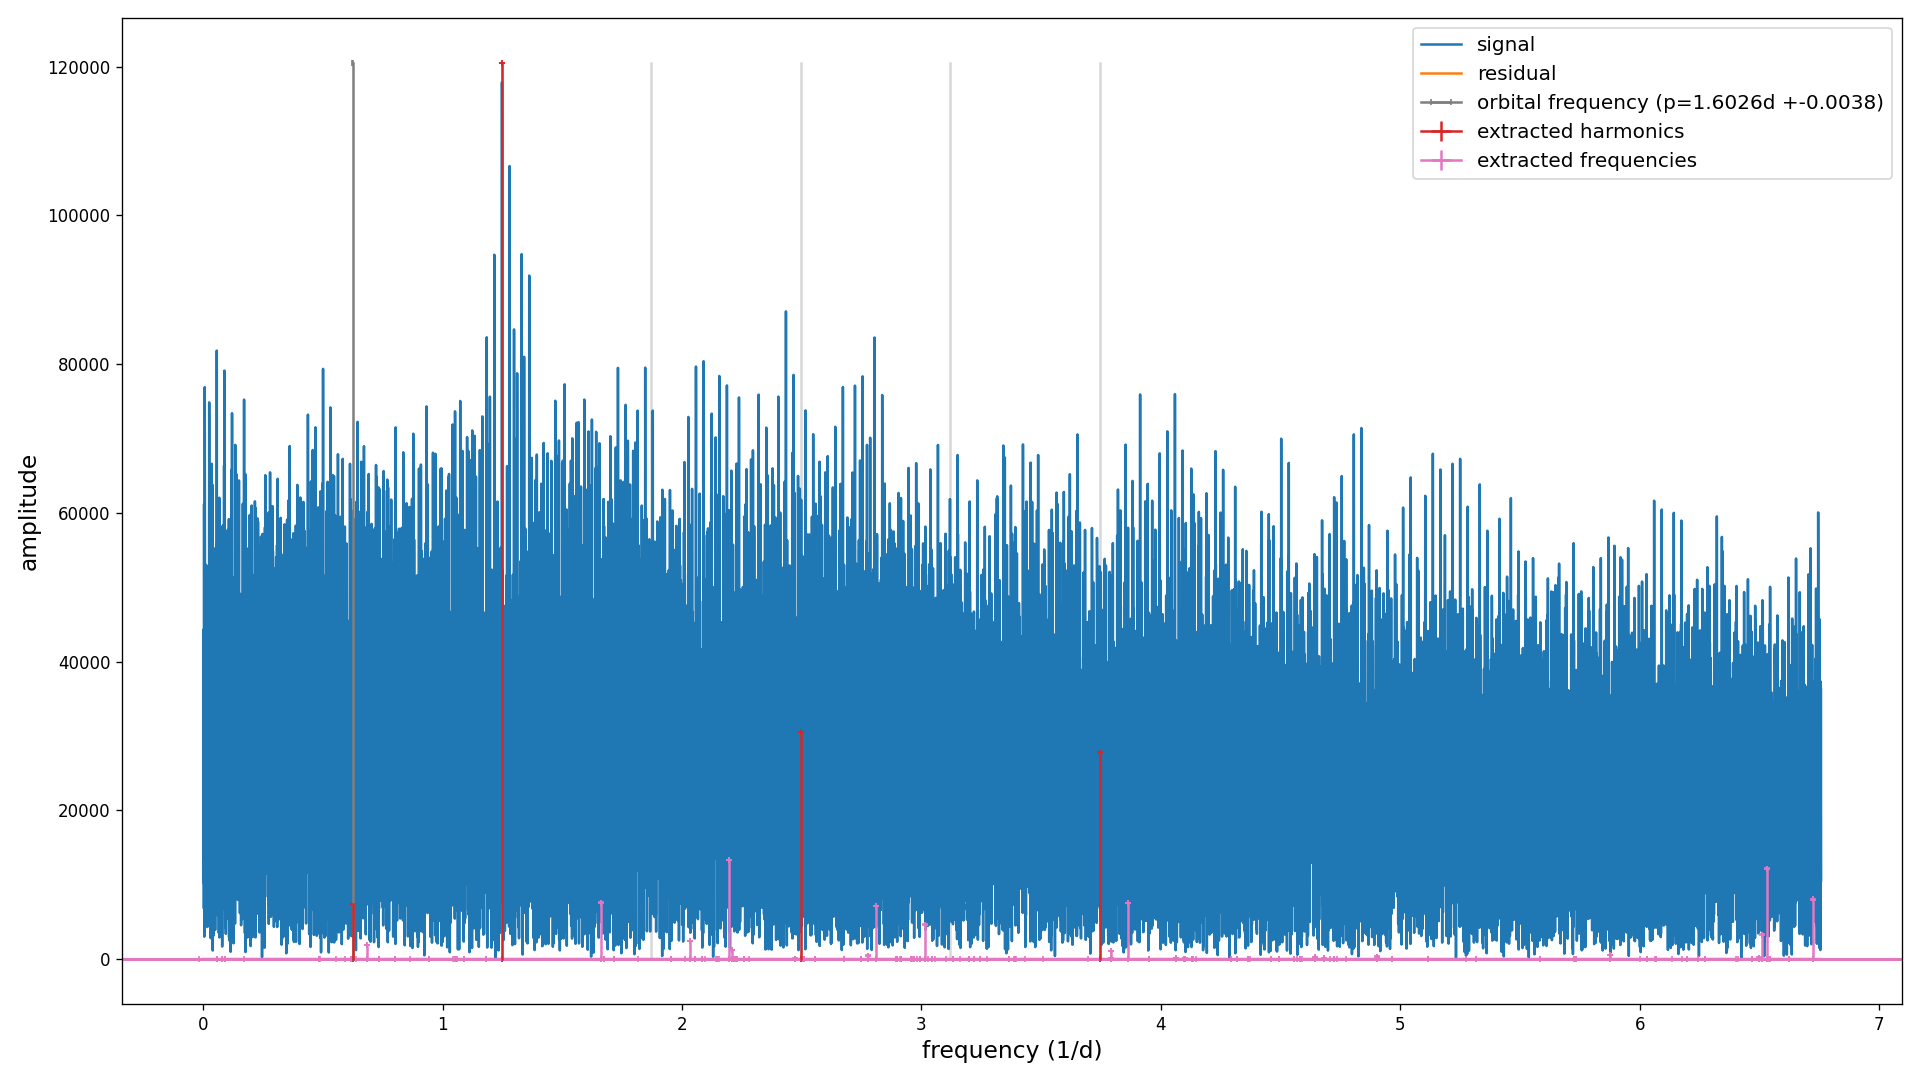 signal
residual
orbital frequency (p=1.6026d +-0.0038)
extracted harmonics
extracted frequencies
120000
100000
80000
60000
40000
20000
0
amplitude
0 1 2 3 4 5 6 7
frequency (1/d)